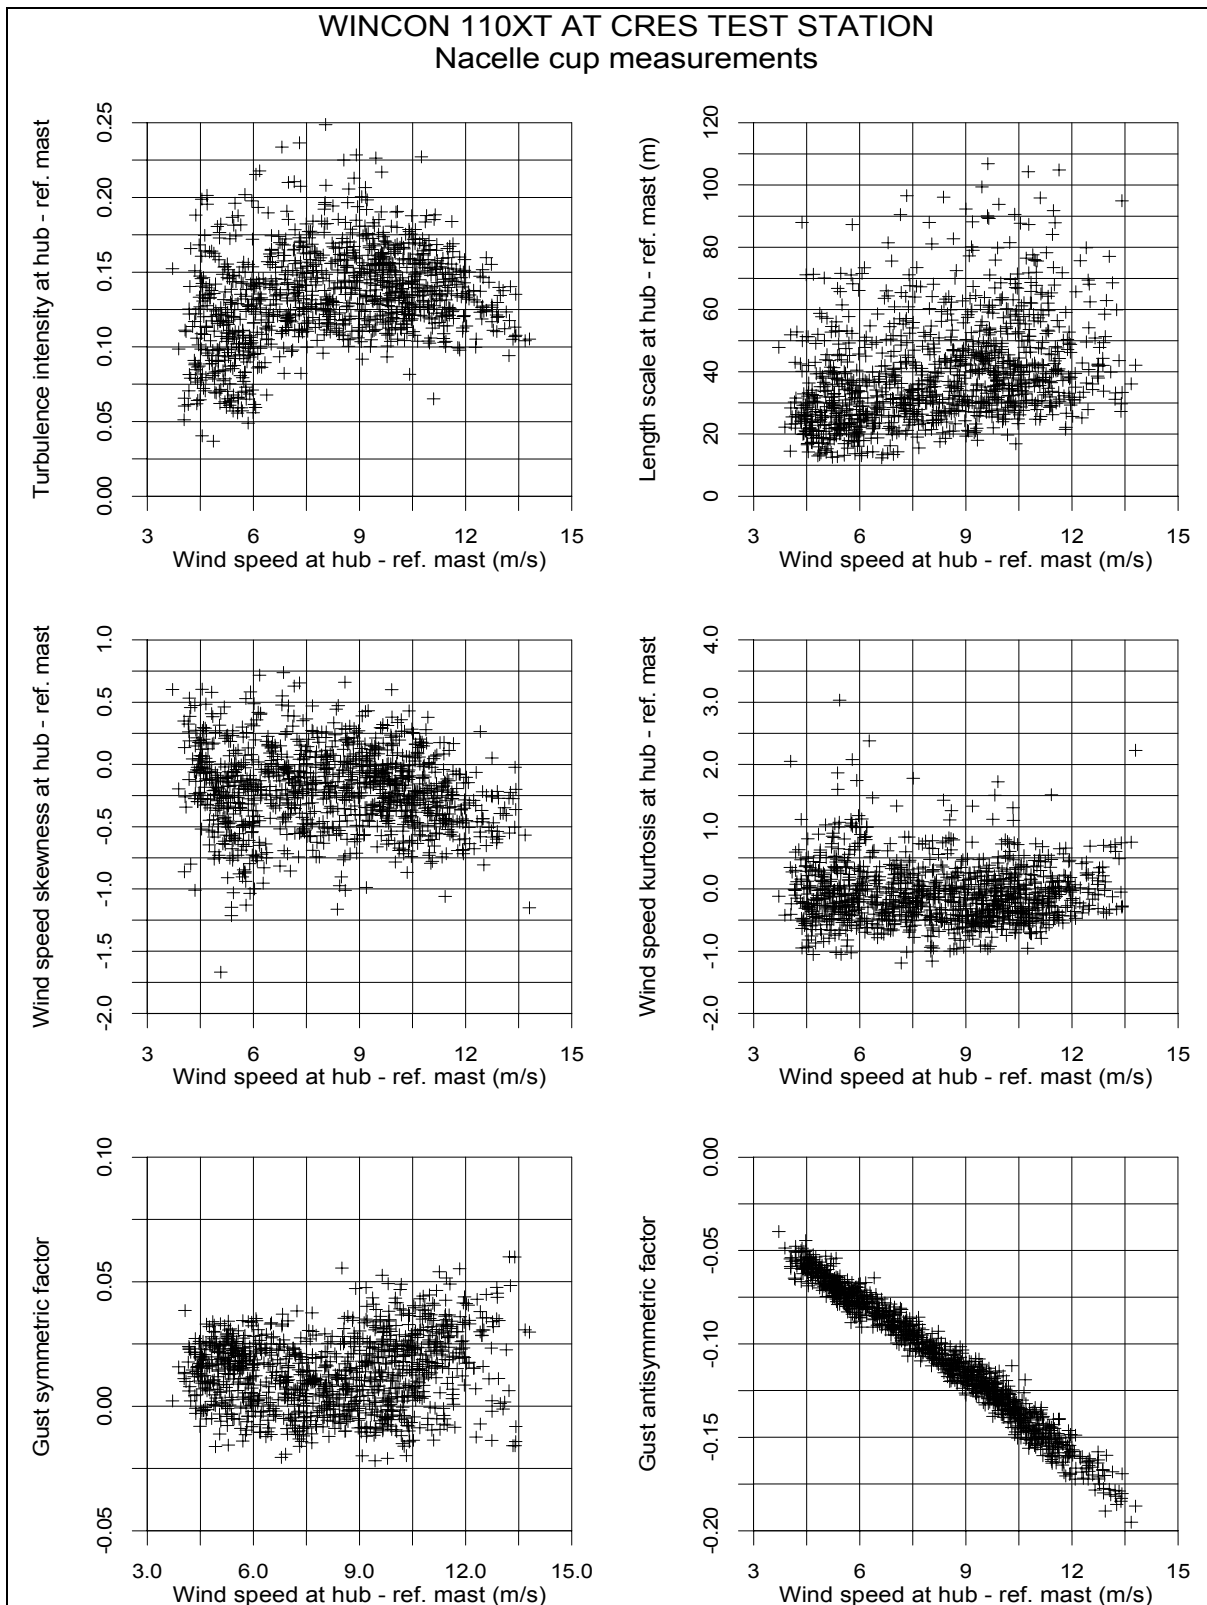 WINCON 110XT AT CRES TEST STATION
Nacelle cup measurements
Turbulence intensity at hub - ref. mast
0.25
0.20
0.15
0.10
0.05
0.00
3 6 9 12 15
Wind speed at hub - ref. mast (m/s)
Length scale at hub - ref. mast (m)
120
100
80
60
40
20
0
3 6 9 12 15
Wind speed at hub - ref. mast (m/s)
Wind speed skewness at hub - ref. mast
1.0
0.5
0.0
-0.5
-1.0
-1.5
-2.0
3 6 9 12 15
Wind speed at hub - ref. mast (m/s)
Wind speed kurtosis at hub - ref. mast
4.0
3.0
2.0
1.0
0.0
-1.0
-2.0
3 6 9 12 15
Wind speed at hub - ref. mast (m/s)
Gust symmetric factor
0.10
0.05
0.00
-0.05
3.0 6.0 9.0 12.0 15.0
Wind speed at hub - ref. mast (m/s)
Gust antisymmetric factor
0.00
-0.05
-0.10
-0.15
-0.20
3 6 9 12 15
Wind speed at hub - ref. mast (m/s)